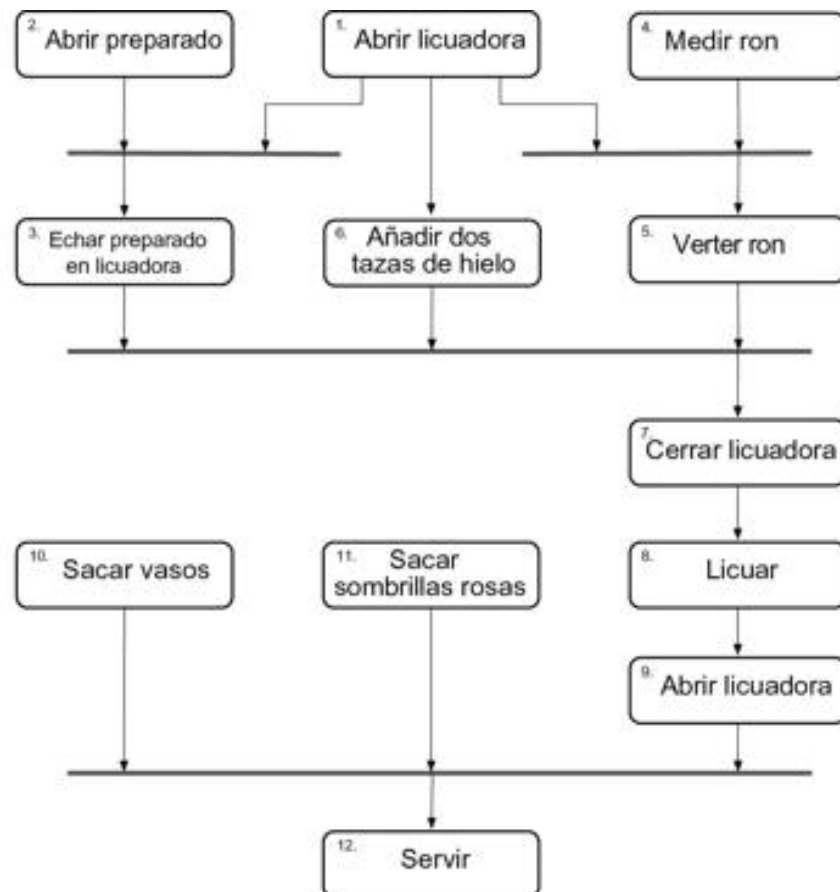 2. Abrir preparado
1. Abrir licuadora
4. Medir ron
3. Echar preparado
en licuadora
6. Añadir dos
tazas de hielo
5. Verter ron
7. Cerrar licuadora
10. Sacar vasos
11. Sacar
sombrillas rosas
8. Licuar
9. Abrir licuadora
12. Servir